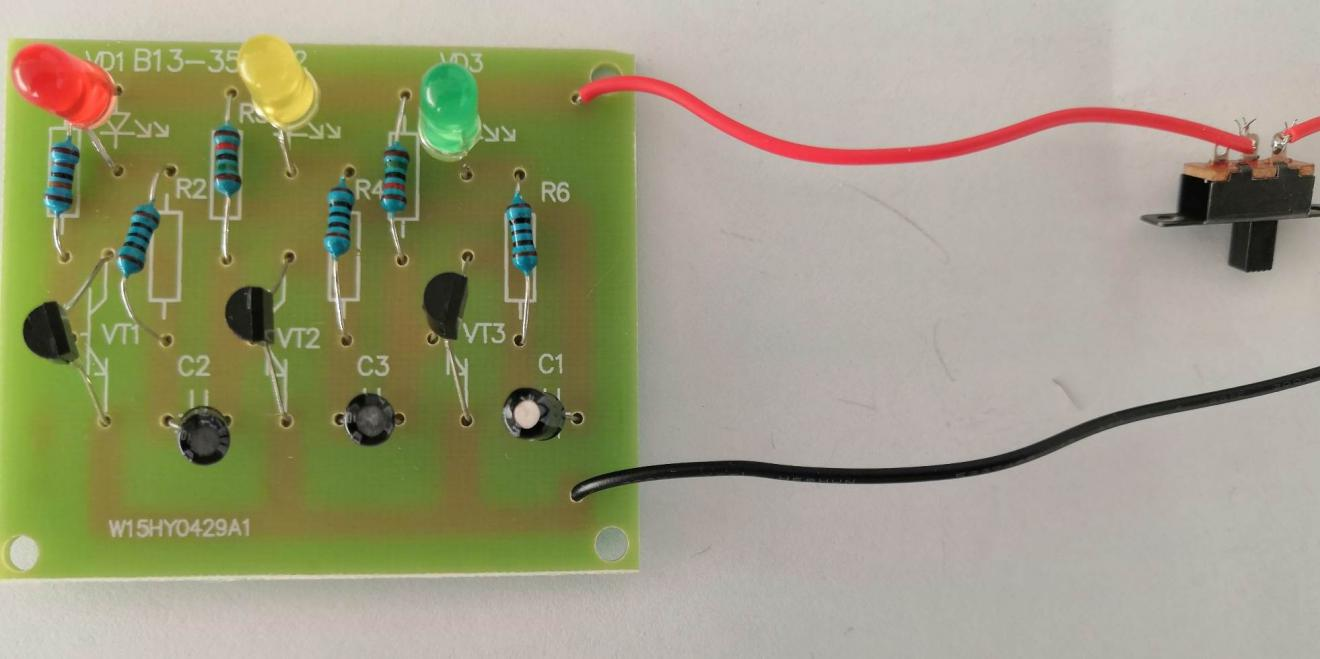 VD1 B13-35
VD3
R2
R4
R6
VT1
VT2
VT3
C2
C3
C1
W15HY0429A1